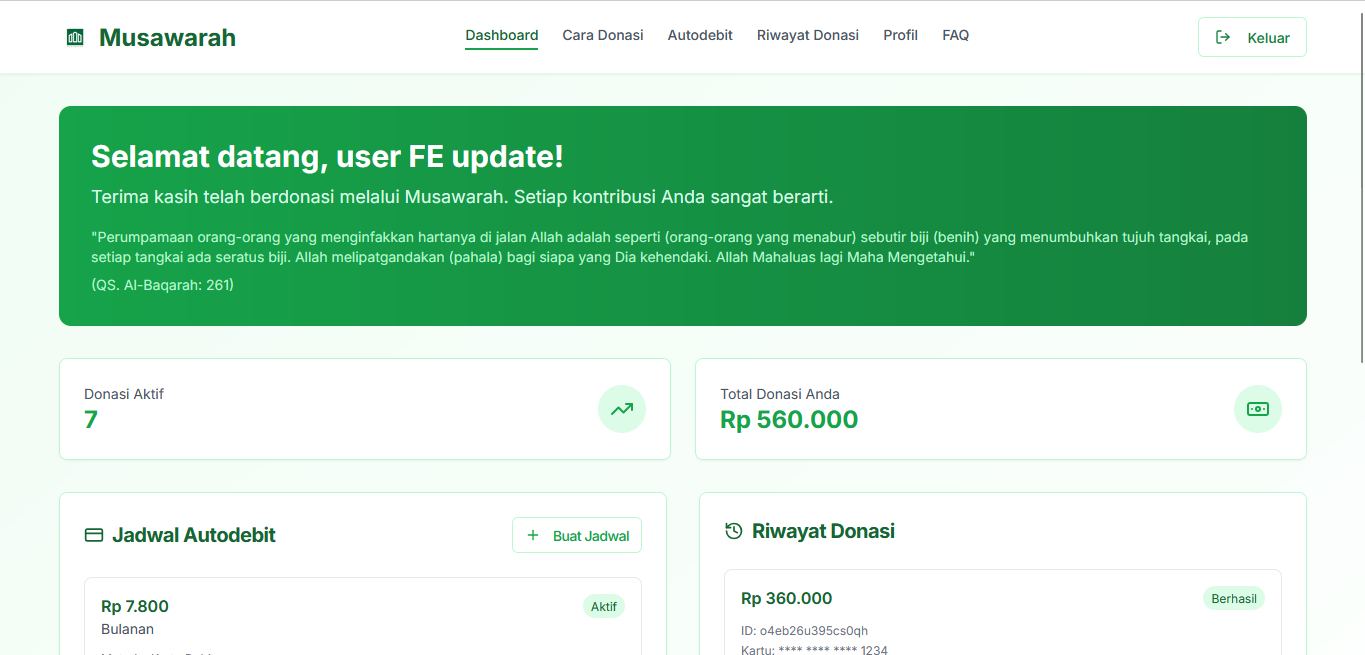 Musawarah
Dashboard
Cara Donasi
Autodebit
Riwayat Donasi
Profil
FAQ
Keluar
Selamat datang, user FE update!
Terima kasih telah berdonasi melalui Musawarah. Setiap kontribusi Anda sangat berarti.
"Perumpamaan orang-orang yang menginfakkan hartanya di jalan Allah adalah seperti (orang-orang yang menabur) sebutir biji (benih) yang menumbuhkan tujuh tangkai, pada
setiap tangkai ada seratus biji. Allah melipatgandakan (pahala) bagi siapa yang Dia kehendaki. Allah Mahaluas lagi Maha Mengetahui."
(QS. Al-Baqarah: 261)
Donasi Aktif
7
Total Donasi Anda
Rp 560.000
Jadwal Autodebit
+ Buat Jadwal
Rp 7.800
Aktif
Bulanan
Riwayat Donasi
Rp 360.000
Berhasil
ID: o4eb26u395cs0qh
Kartu: **** **** **** 1234